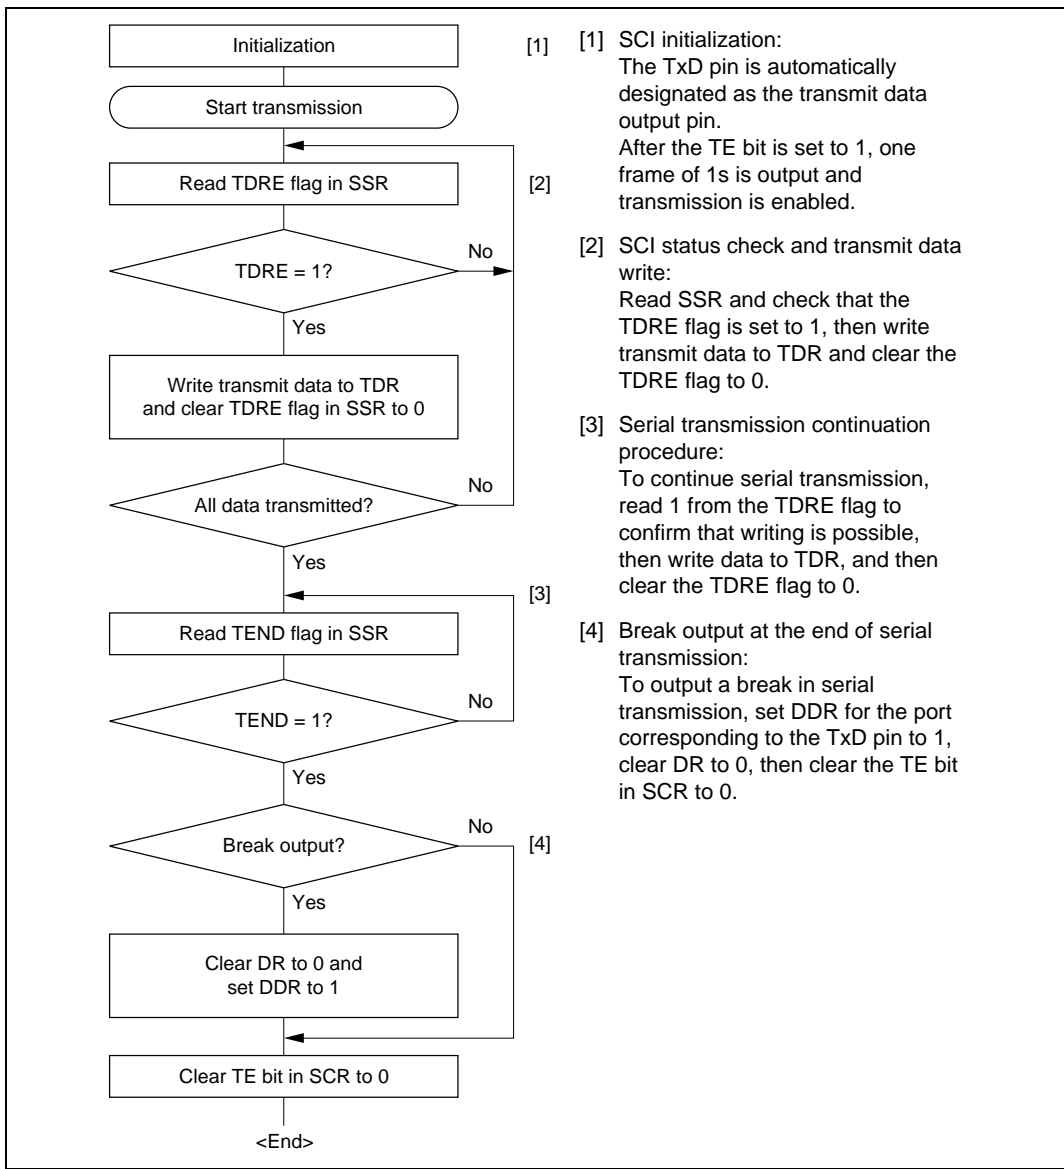 Initialization
[1]
Start transmission
Read TDRE flag in SSR
[2]
No
TDRE = 1?
Yes
Write transmit data to TDR
and clear TDRE flag in SSR to 0
No
All data transmitted?
Yes
[3]
Read TEND flag in SSR
No
TEND = 1?
Yes
No
Break output?
[4]
Yes
Clear DR to 0 and
set DDR to 1
Clear TE bit in SCR to 0
<End>
[1] SCI initialization:
The TxD pin is automatically
designated as the transmit data
output pin.
After the TE bit is set to 1, one
frame of 1s is output and
transmission is enabled.
[2] SCI status check and transmit data
write:
Read SSR and check that the
TDRE flag is set to 1, then write
transmit data to TDR and clear the
TDRE flag to 0.
[3] Serial transmission continuation
procedure:
To continue serial transmission,
read 1 from the TDRE flag to
confirm that writing is possible,
then write data to TDR, and then
clear the TDRE flag to 0.
[4] Break output at the end of serial
transmission:
To output a break in serial
transmission, set DDR for the port
corresponding to the TxD pin to 1,
clear DR to 0, then clear the TE bit
in SCR to 0.